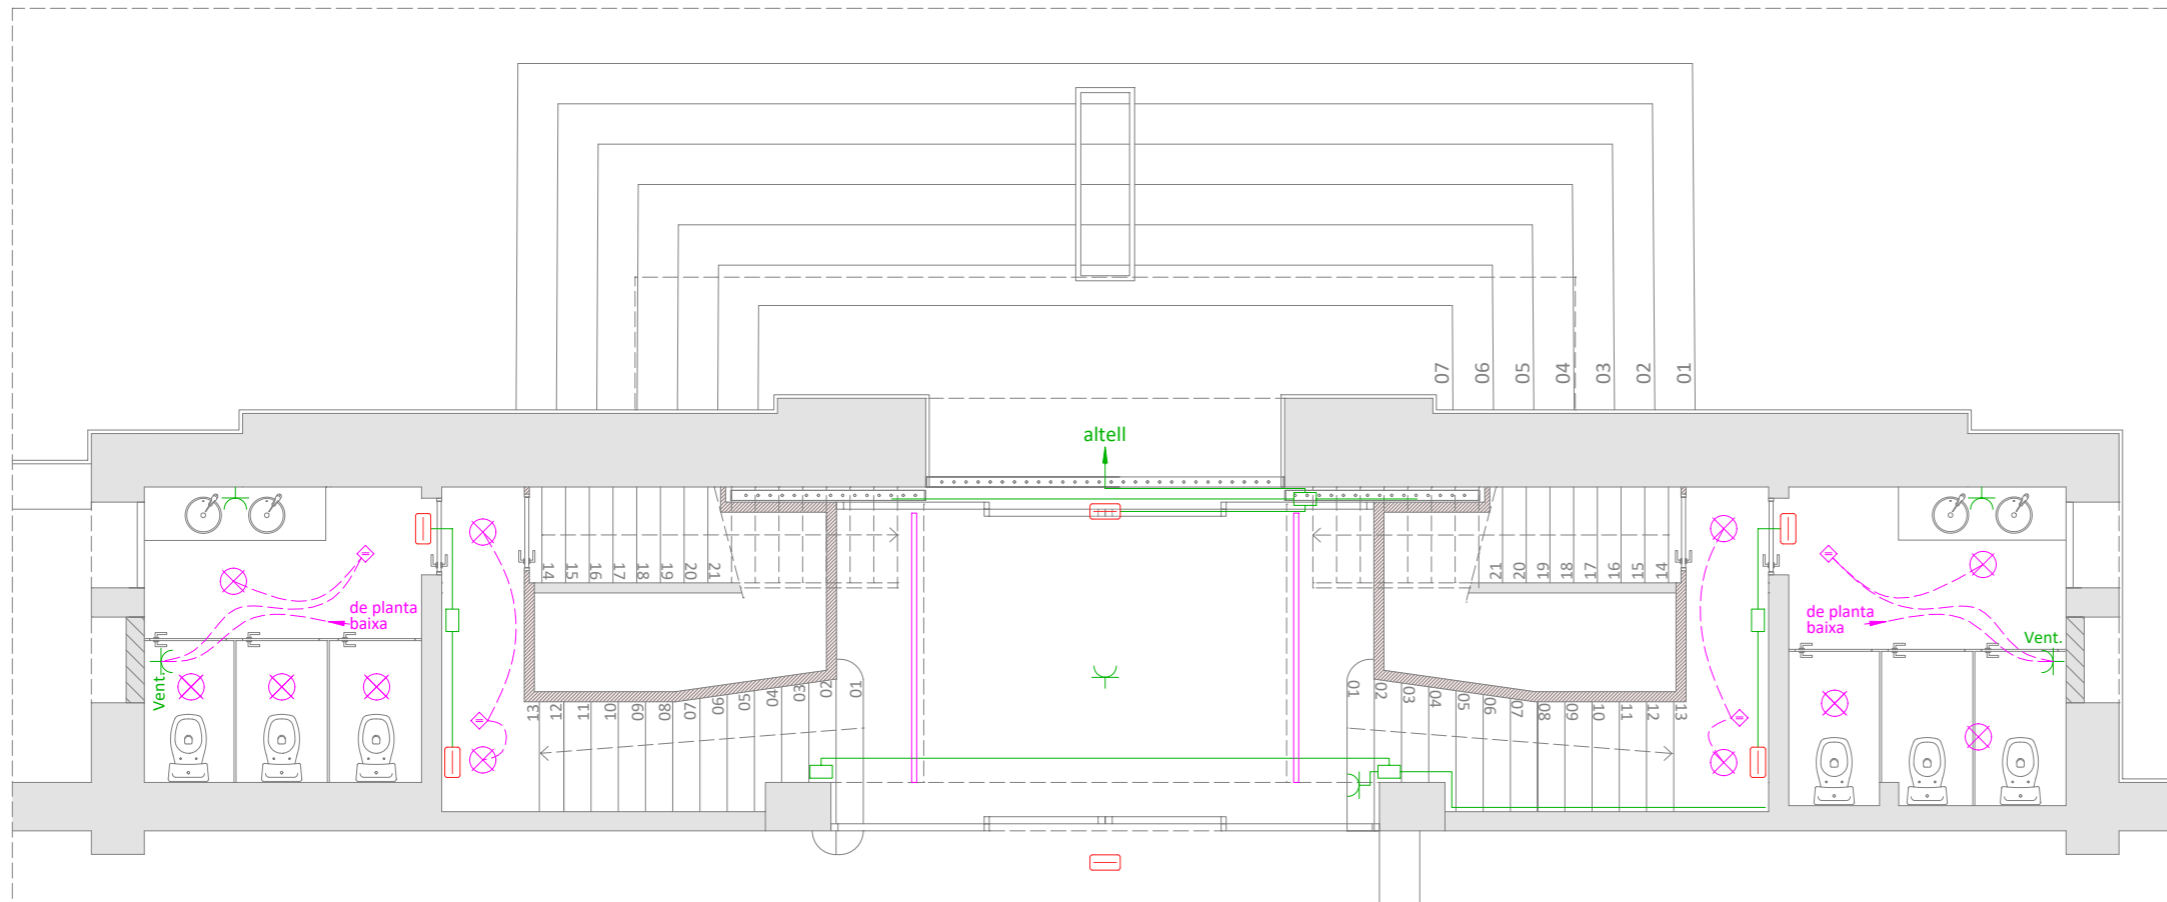 07 06 05 04 03 02 01
altell
14 15 16 17 18 19 20 21
21 20 19 18 17 16 15 14
de planta
baixa
de planta
baixa
Vent.
Vent.
13 12 11 10 09 08 07 06 05 04 03 02 01
01 02 03 04 05 06 07 08 09 10 11 12 13